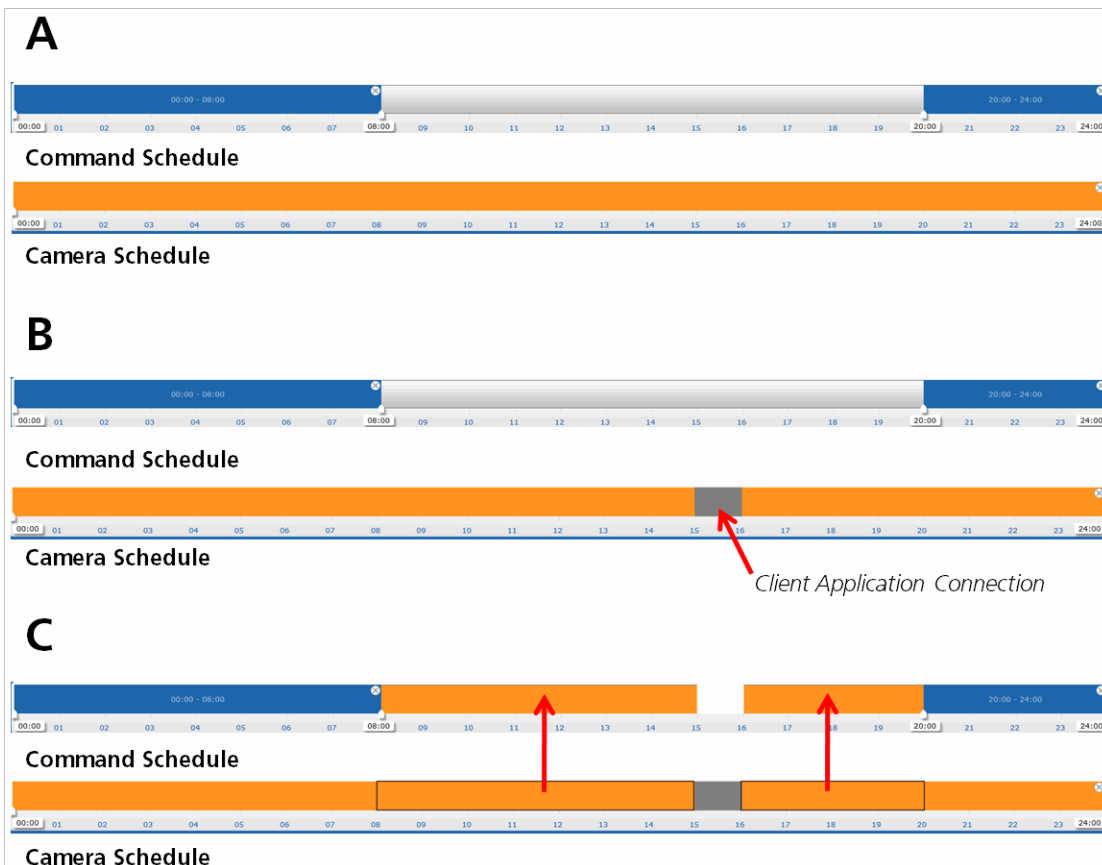 A
00:00 - 08:00 20:00 - 24:00
00:00 01 02 03 04 05 06 07 08:00 09 10 11 12 13 14 15 16 17 18 19 20:00 21 22 23 24:00
Command Schedule
00:00 01 02 03 04 05 06 07 08 09 10 11 12 13 14 15 16 17 18 19 20 21 22 23 24:00
Camera Schedule
B
00:00 - 08:00 20:00 - 24:00
00:00 01 02 03 04 05 06 07 08:00 09 10 11 12 13 14 15 16 17 18 19 20:00 21 22 23 24:00
Command Schedule
00:00 01 02 03 04 05 06 07 08 09 10 11 12 13 14 15 16 17 18 19 20 21 22 23 24:00
Camera Schedule
Client Application Connection
C
00:00 - 08:00 20:00 - 24:00
00:00 01 02 03 04 05 06 07 08:00 09 10 11 12 13 14 15 16 17 18 19 20:00 21 22 23 24:00
Command Schedule
00:00 01 02 03 04 05 06 07 08 09 10 11 12 13 14 15 16 17 18 19 20 21 22 23 24:00
Camera Schedule